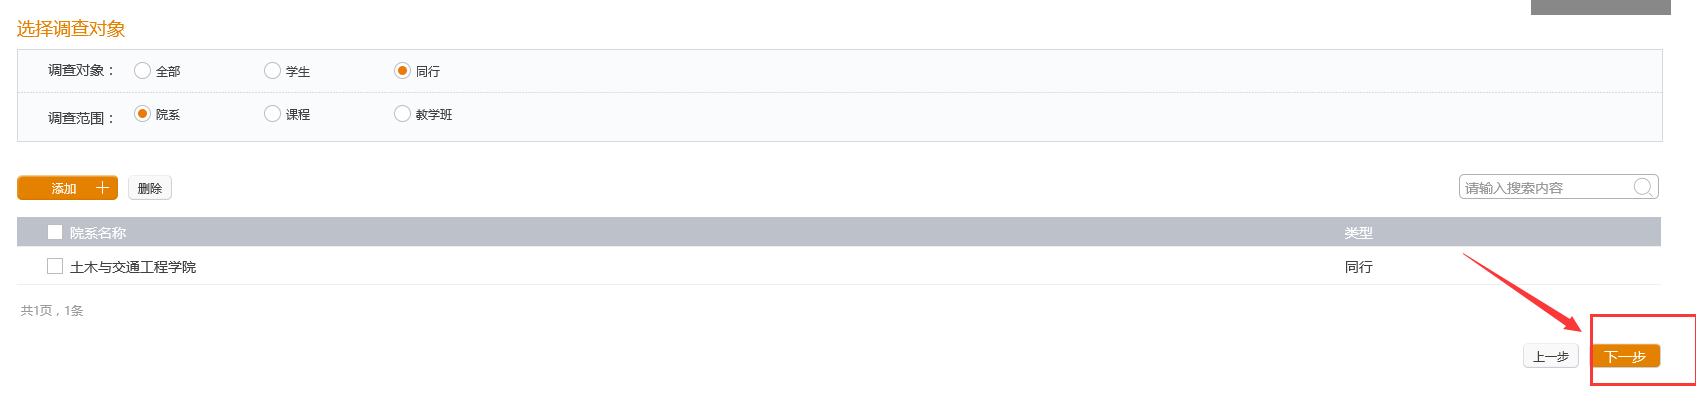 选择调查对象
调查对象： 全部 学生 同行
调查范围： 院系 课程 教学班
添加 删除 请输入搜索内容
院系名称 类型
土木与交通工程学院 同行
共1页，1条
上一步 下一步